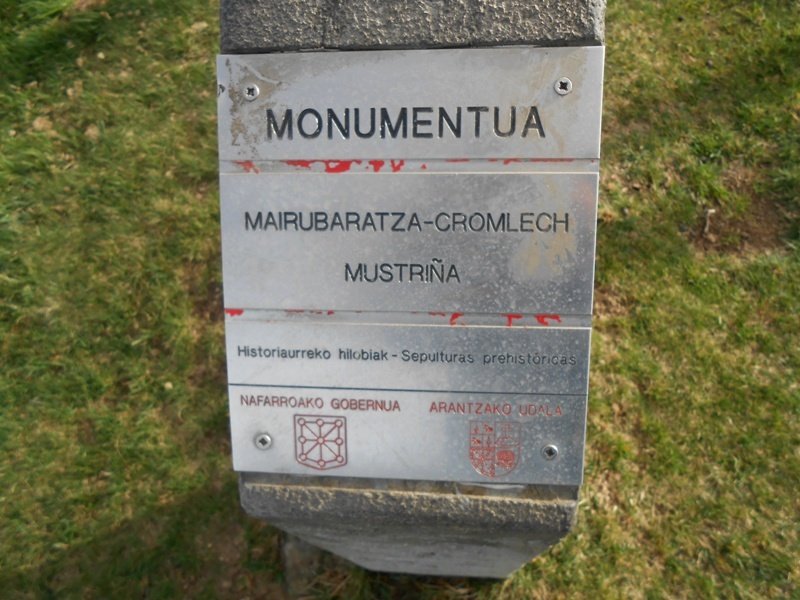 MONUMENTUA
MAIRUBARATZA-CROMLECH
MUSTRIÑA
Historiaurreko hilobiak - Sepulturas prehistóricas
NAFARROAKO GOBERNUA
ARANTZAKO UDALA